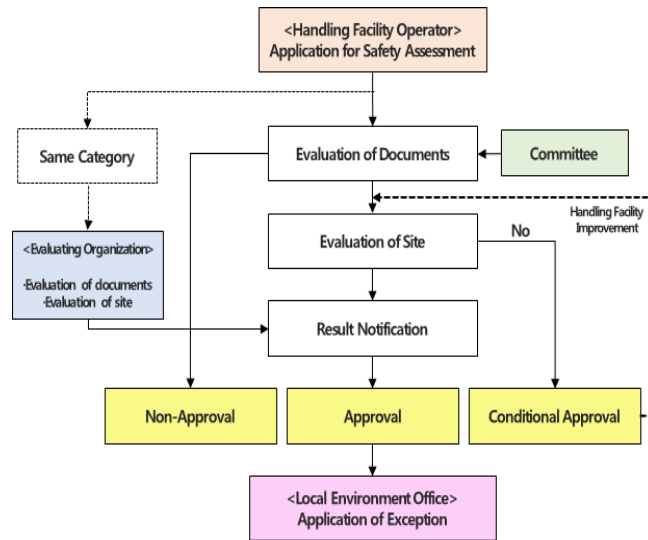 <Handling Facility Operator>
Application for Safety Assessment
Same Category
Evaluation of Documents
Committee
Handling Facility
Improvement
<Evaluating Organization>
·Evaluation of documents
·Evaluation of site
Evaluation of Site
No
Result Notification
Non-Approval
Approval
Conditional Approval
<Local Environment Office>
Application of Exception